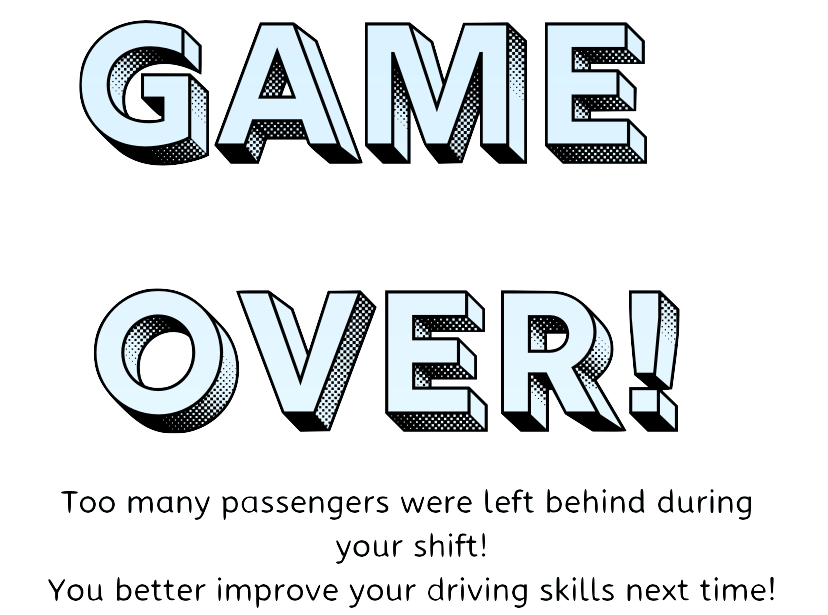 GAME
OVER!
Too many passengers were left behind during
your shift!
You better improve your driving skills next time!